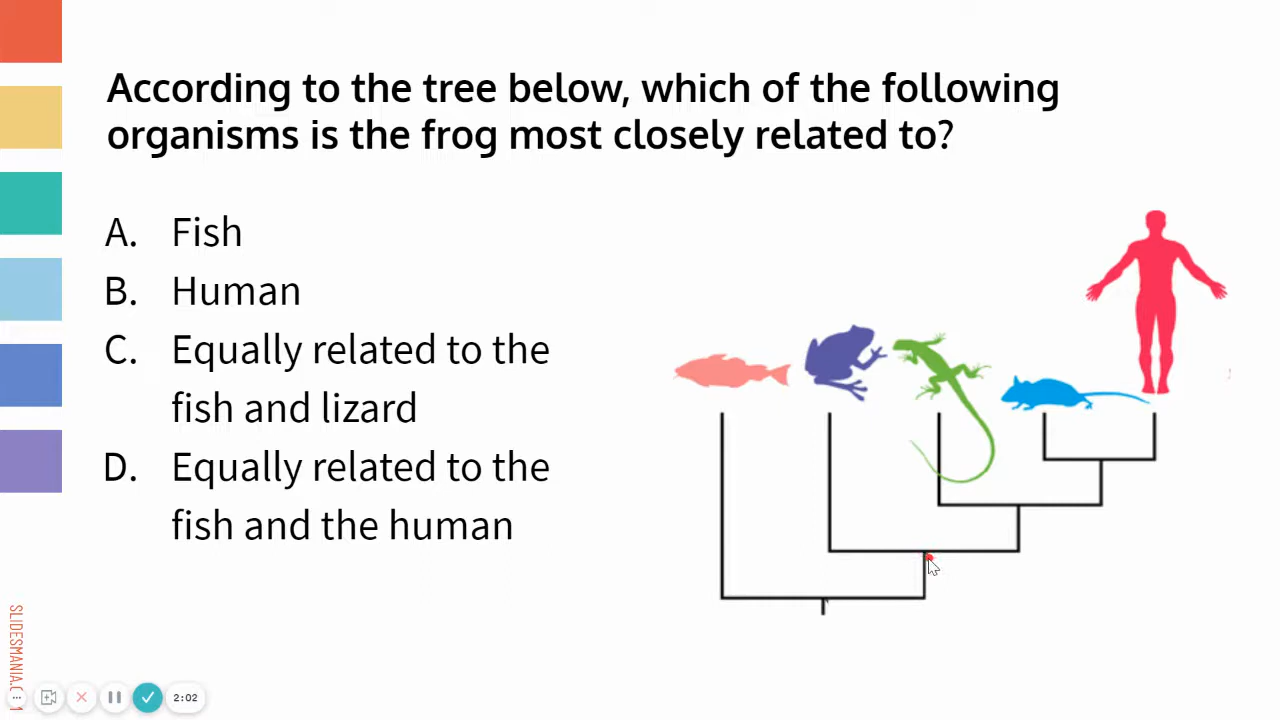 According to the tree below, which of the following
organisms is the frog most closely related to?
A. Fish
B. Human
C. Equally related to the
fish and lizard
D. Equally related to the
fish and the human
2:02